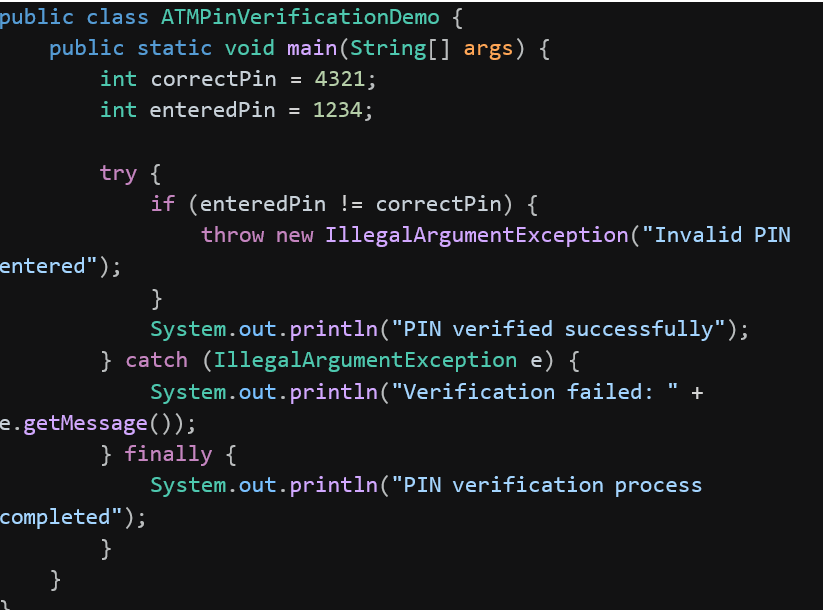 public class ATMPinVerificationDemo {
    public static void main(String[] args) {
        int correctPin = 4321;
        int enteredPin = 1234;

        try {
            if (enteredPin != correctPin) {
                throw new IllegalArgumentException("Invalid PIN
entered");
            }
            System.out.println("PIN verified successfully");
        } catch (IllegalArgumentException e) {
            System.out.println("Verification failed: " +
e.getMessage());
        } finally {
            System.out.println("PIN verification process
completed");
        }
    }
}